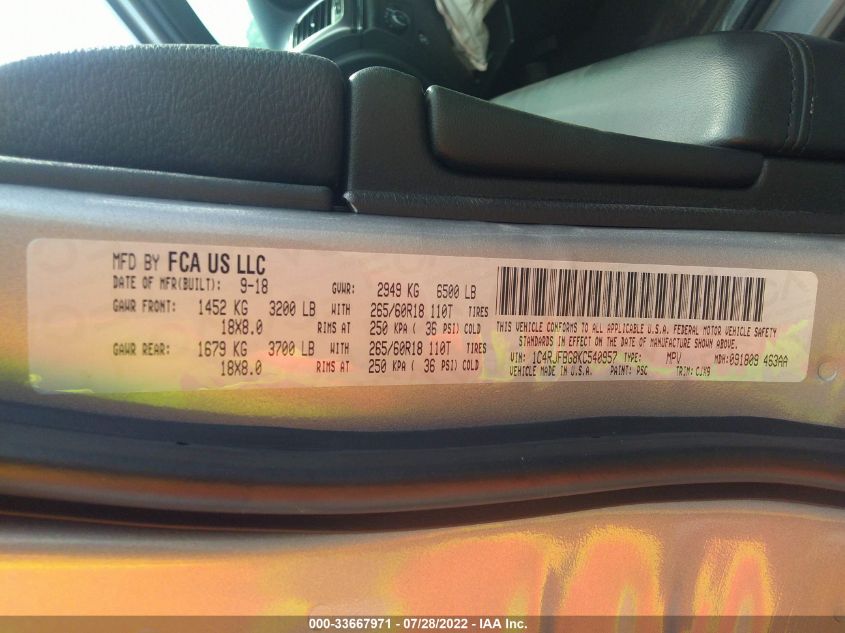 MFD BY FCA US LLC
DATE OF MFR(BUILT): 9-18 GVWR: 2949 KG 6500 LB
GAWR FRONT: 1452 KG 3200 LB WITH 265/60R18 110T TIRES
18X8.0 RIMS AT 250 KPA ( 36 PSI) COLD
GAWR REAR: 1679 KG 3700 LB WITH 265/60R18 110T TIRES
18X8.0 RIMS AT 250 KPA ( 36 PSI) COLD
THIS VEHICLE CONFORMS TO ALL APPLICABLE U.S.A. FEDERAL MOTOR VEHICLE SAFETY
STANDARDS IN EFFECT ON THE DATE OF MANUFACTURE SHOWN ABOVE.
VIN: 1C4RJFBG8KC540957 TYPE: MPV MDH:091809 463AA
VEHICLE MADE IN U.S.A. PAINT: PSC TRIM: CJX9
000-33667971 - 07/28/2022 - IAA Inc.